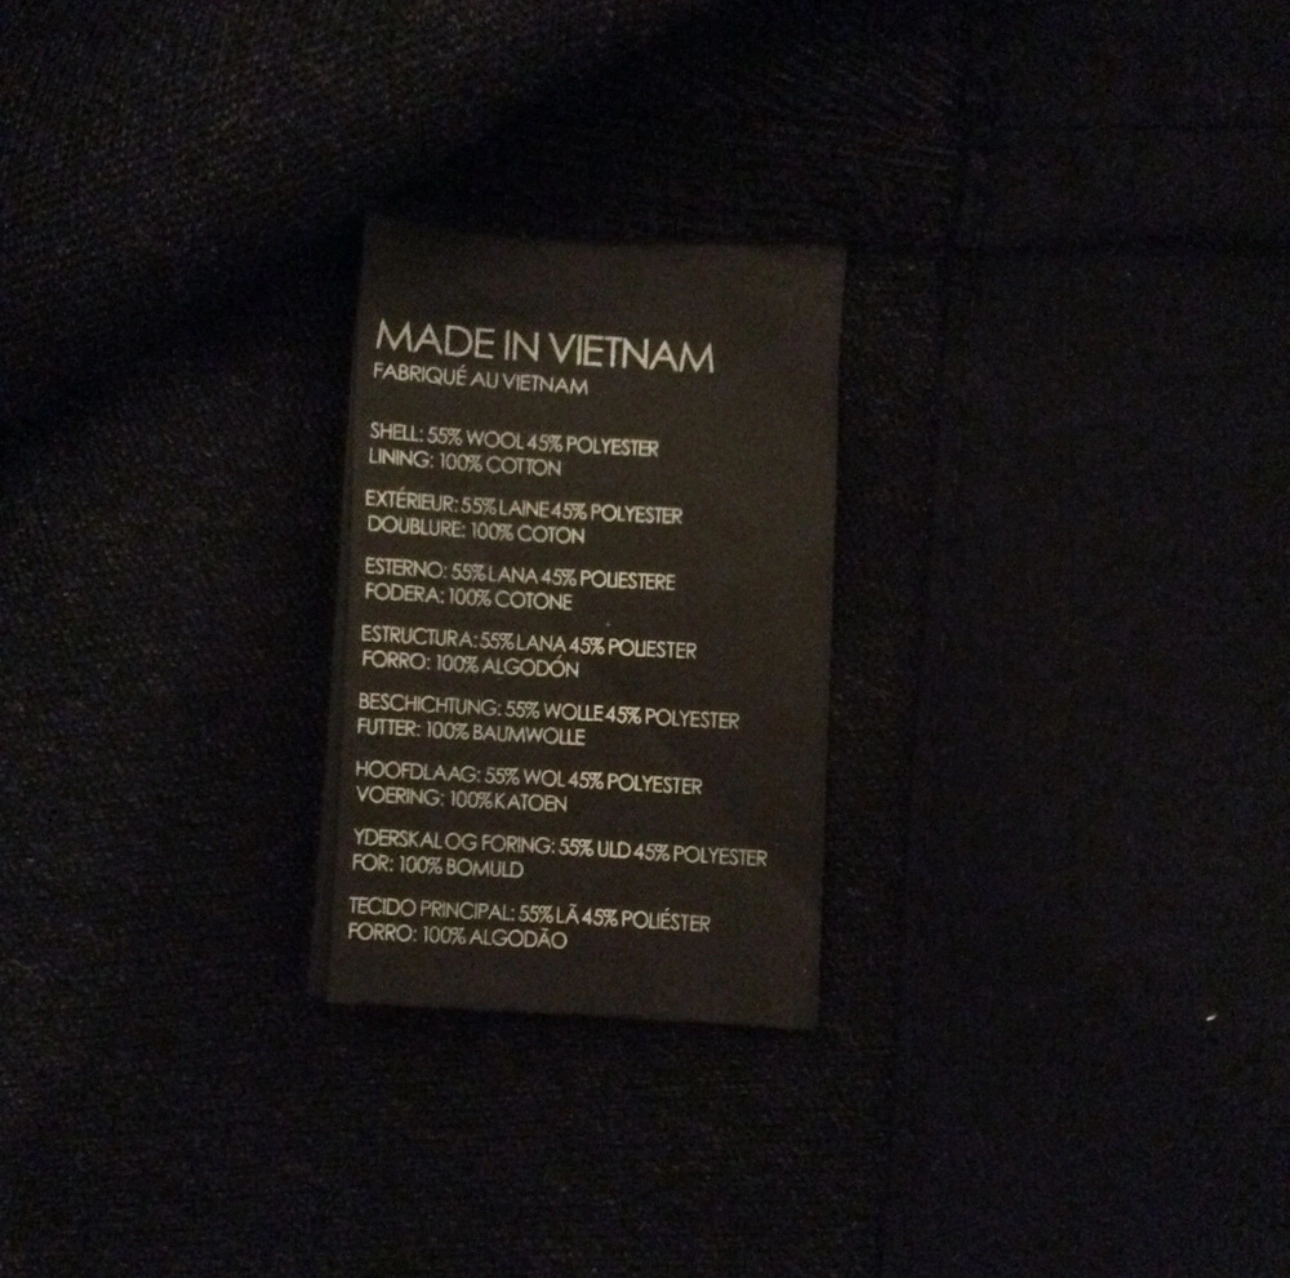 MADE IN VIETNAM
FABRIQUÉ AU VIETNAM
SHELL: 55% WOOL 45% POLYESTER
LINING: 100% COTTON
EXTÉRIEUR: 55% LAINE 45% POLYESTER
DOUBLURE: 100% COTON
ESTERNO: 55% LANA 45% POLIESTERE
FODERA: 100% COTONE
ESTRUCTURA: 55% LANA 45% POLIESTER
FORRO: 100% ALGODÓN
BESCHICHTUNG: 55% WOLLE 45% POLYESTER
FUTTER: 100% BAUMWOLLE
HOOFDLAAG: 55% WOL 45% POLYESTER
VOERING: 100% KATOEN
YDERSKAL OG FORING: 55% ULD 45% POLYESTER
FOR: 100% BOMULD
TECIDO PRINCIPAL: 55% LÃ 45% POLIÉSTER
FORRO: 100% ALGODÃO